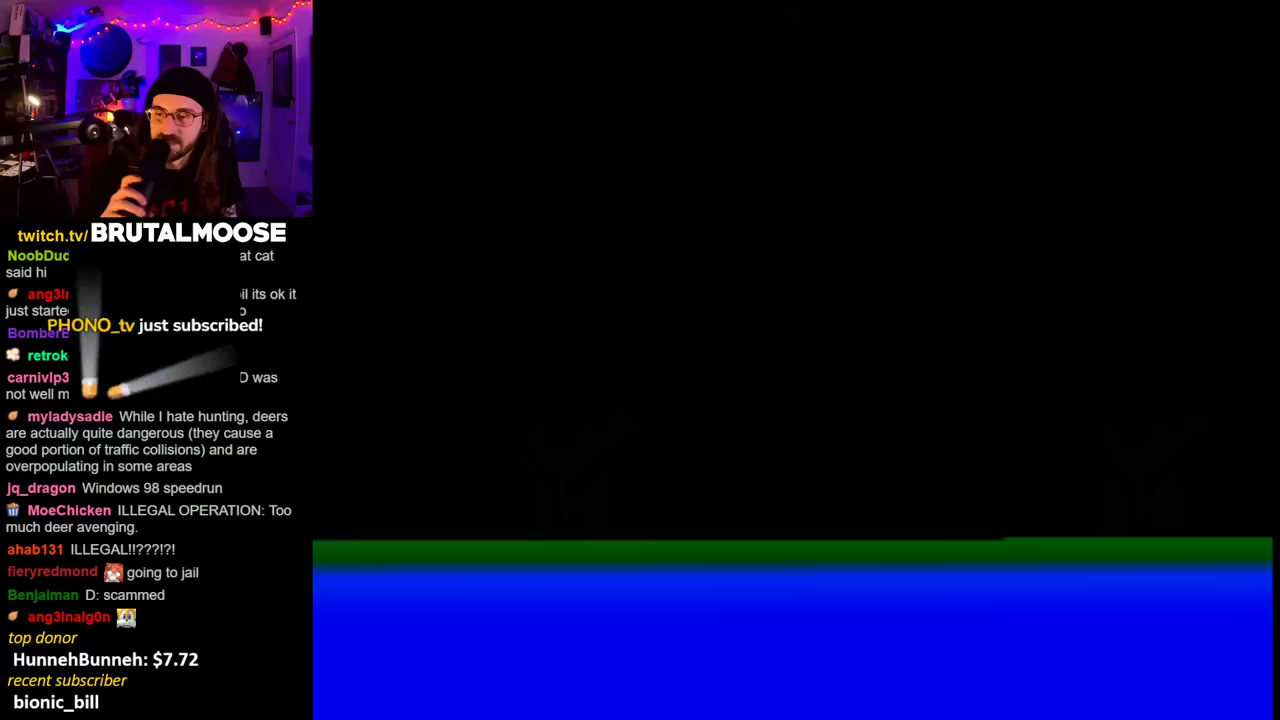 twitch.tv/BRUTALMOOSE
NoobDud at cat
said hi
ang3ln il its ok it
just starte o
PHONO_tv just subscribed!
BomberB
retrok
carnivlp3 D was
not well m
myladysadie While I hate hunting, deers
are actually quite dangerous (they cause a
good portion of traffic collisions) and are
overpopulating in some areas
jq_dragon Windows 98 speedrun
MoeChicken ILLEGAL OPERATION: Too
much deer avenging.
ahab131 ILLEGAL!!???!?!
fieryredmond going to jail
Benjaiman D: scammed
ang3lnalg0n
top donor
HunnehBunneh: $7.72
recent subscriber
bionic_bill